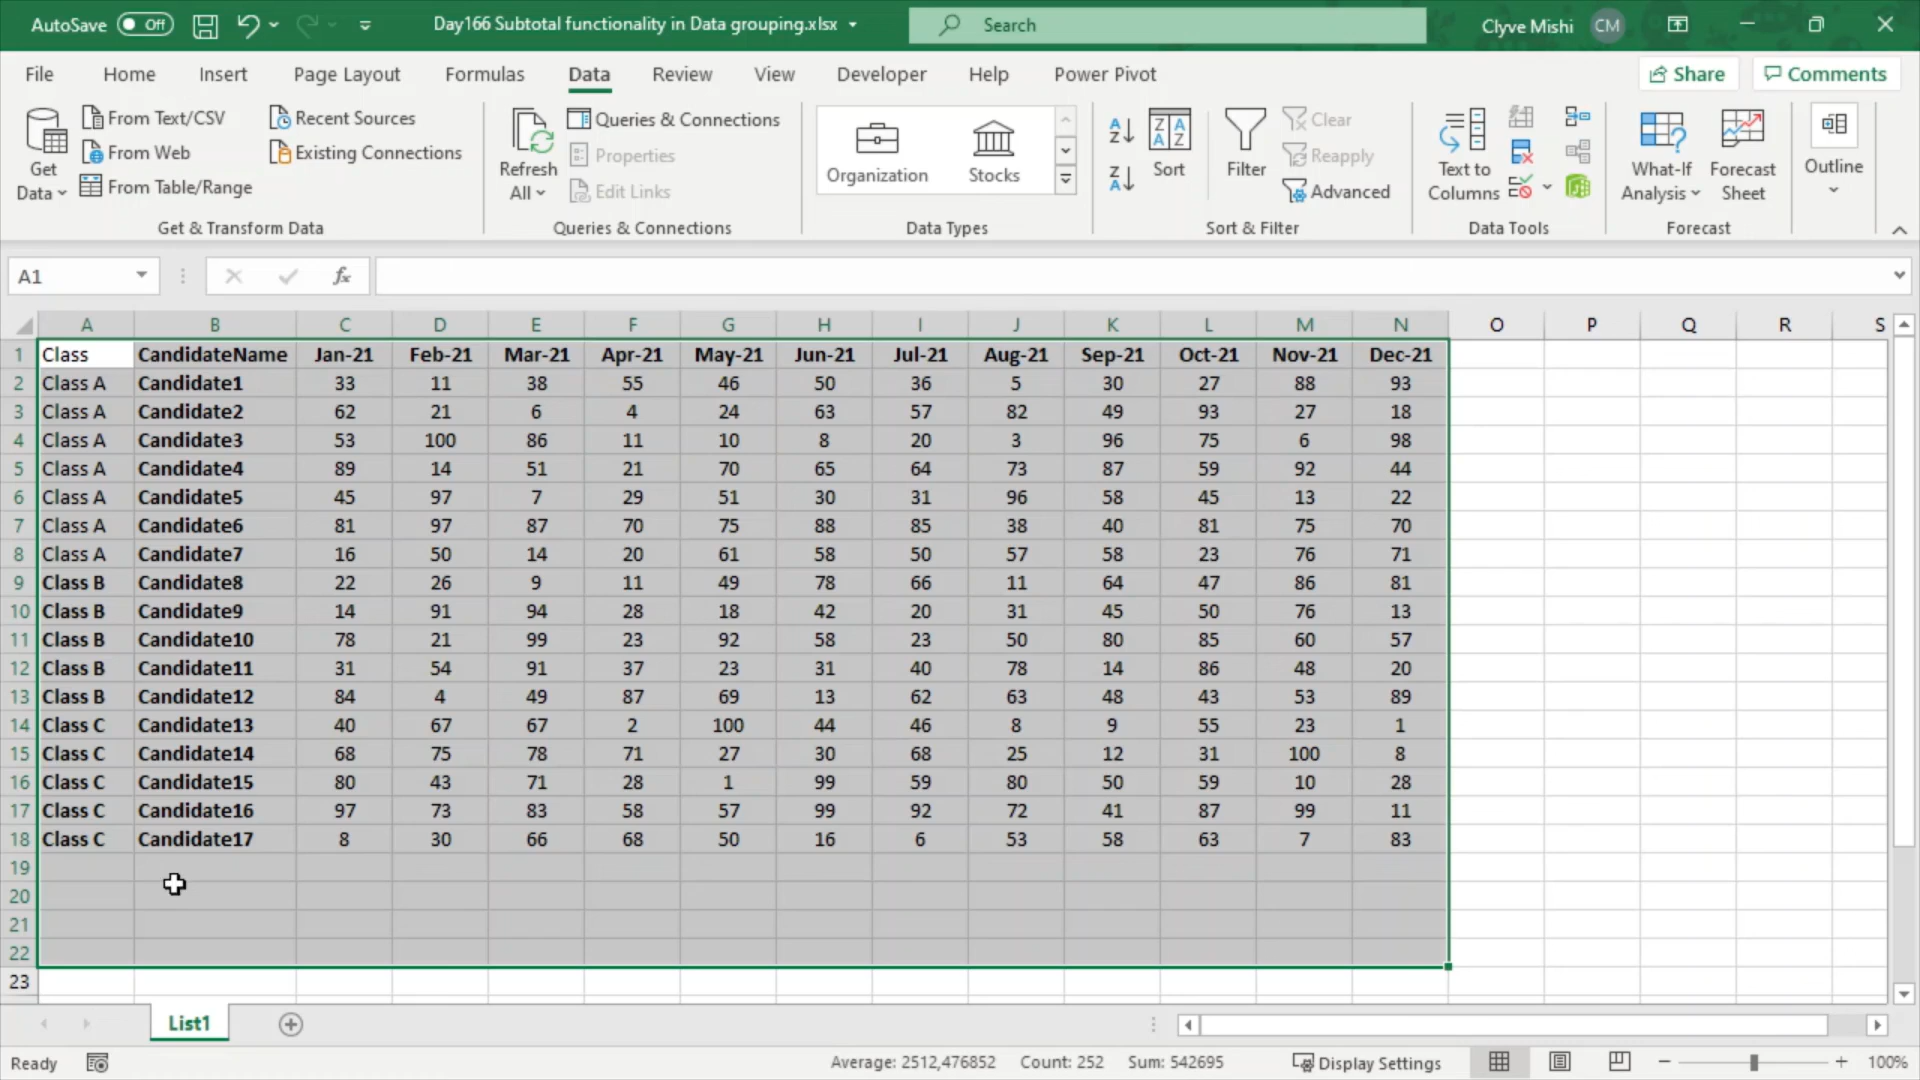 AutoSave Off Day166 Subtotal functionality in Data grouping.xlsx Search Clyve Mishi CM
File Home Insert Page Layout Formulas Data Review View Developer Help Power Pivot Share Comments
Get Data
From Text/CSV
From Web
From Table/Range
Recent Sources
Existing Connections
Get & Transform Data
Refresh All
Queries & Connections
Properties
Edit Links
Queries & Connections
Organization Stocks
Data Types
Sort
Filter
Clear
Reapply
Advanced
Sort & Filter
Text to Columns
Data Tools
What-If Analysis
Forecast Sheet
Forecast
Outline
A1 fx
A B C D E F G H I J K L M N O P Q R S
1 Class CandidateName Jan-21 Feb-21 Mar-21 Apr-21 May-21 Jun-21 Jul-21 Aug-21 Sep-21 Oct-21 Nov-21 Dec-21
2 Class A Candidate1 33 11 38 55 46 50 36 5 30 27 88 93
3 Class A Candidate2 62 21 6 4 24 63 57 82 49 93 27 18
4 Class A Candidate3 53 100 86 11 10 8 20 3 96 75 6 98
5 Class A Candidate4 89 14 51 21 70 65 64 73 87 59 92 44
6 Class A Candidate5 45 97 7 29 51 30 31 96 58 45 13 22
7 Class A Candidate6 81 97 87 70 75 88 85 38 40 81 75 70
8 Class A Candidate7 16 50 14 20 61 58 50 57 58 23 76 71
9 Class B Candidate8 22 26 9 11 49 78 66 11 64 47 86 81
10 Class B Candidate9 14 91 94 28 18 42 20 31 45 50 76 13
11 Class B Candidate10 78 21 99 23 92 58 23 50 80 85 60 57
12 Class B Candidate11 31 54 91 37 23 31 40 78 14 86 48 20
13 Class B Candidate12 84 4 49 87 69 13 62 63 48 43 53 89
14 Class C Candidate13 40 67 67 2 100 44 46 8 9 55 23 1
15 Class C Candidate14 68 75 78 71 27 30 68 25 12 31 100 8
16 Class C Candidate15 80 43 71 28 1 99 59 80 50 59 10 28
17 Class C Candidate16 97 73 83 58 57 99 92 72 41 87 99 11
18 Class C Candidate17 8 30 66 68 50 16 6 53 58 63 7 83
19
20
21
22
23
List1
Ready Average: 2512,476852 Count: 252 Sum: 542695 Display Settings 100%